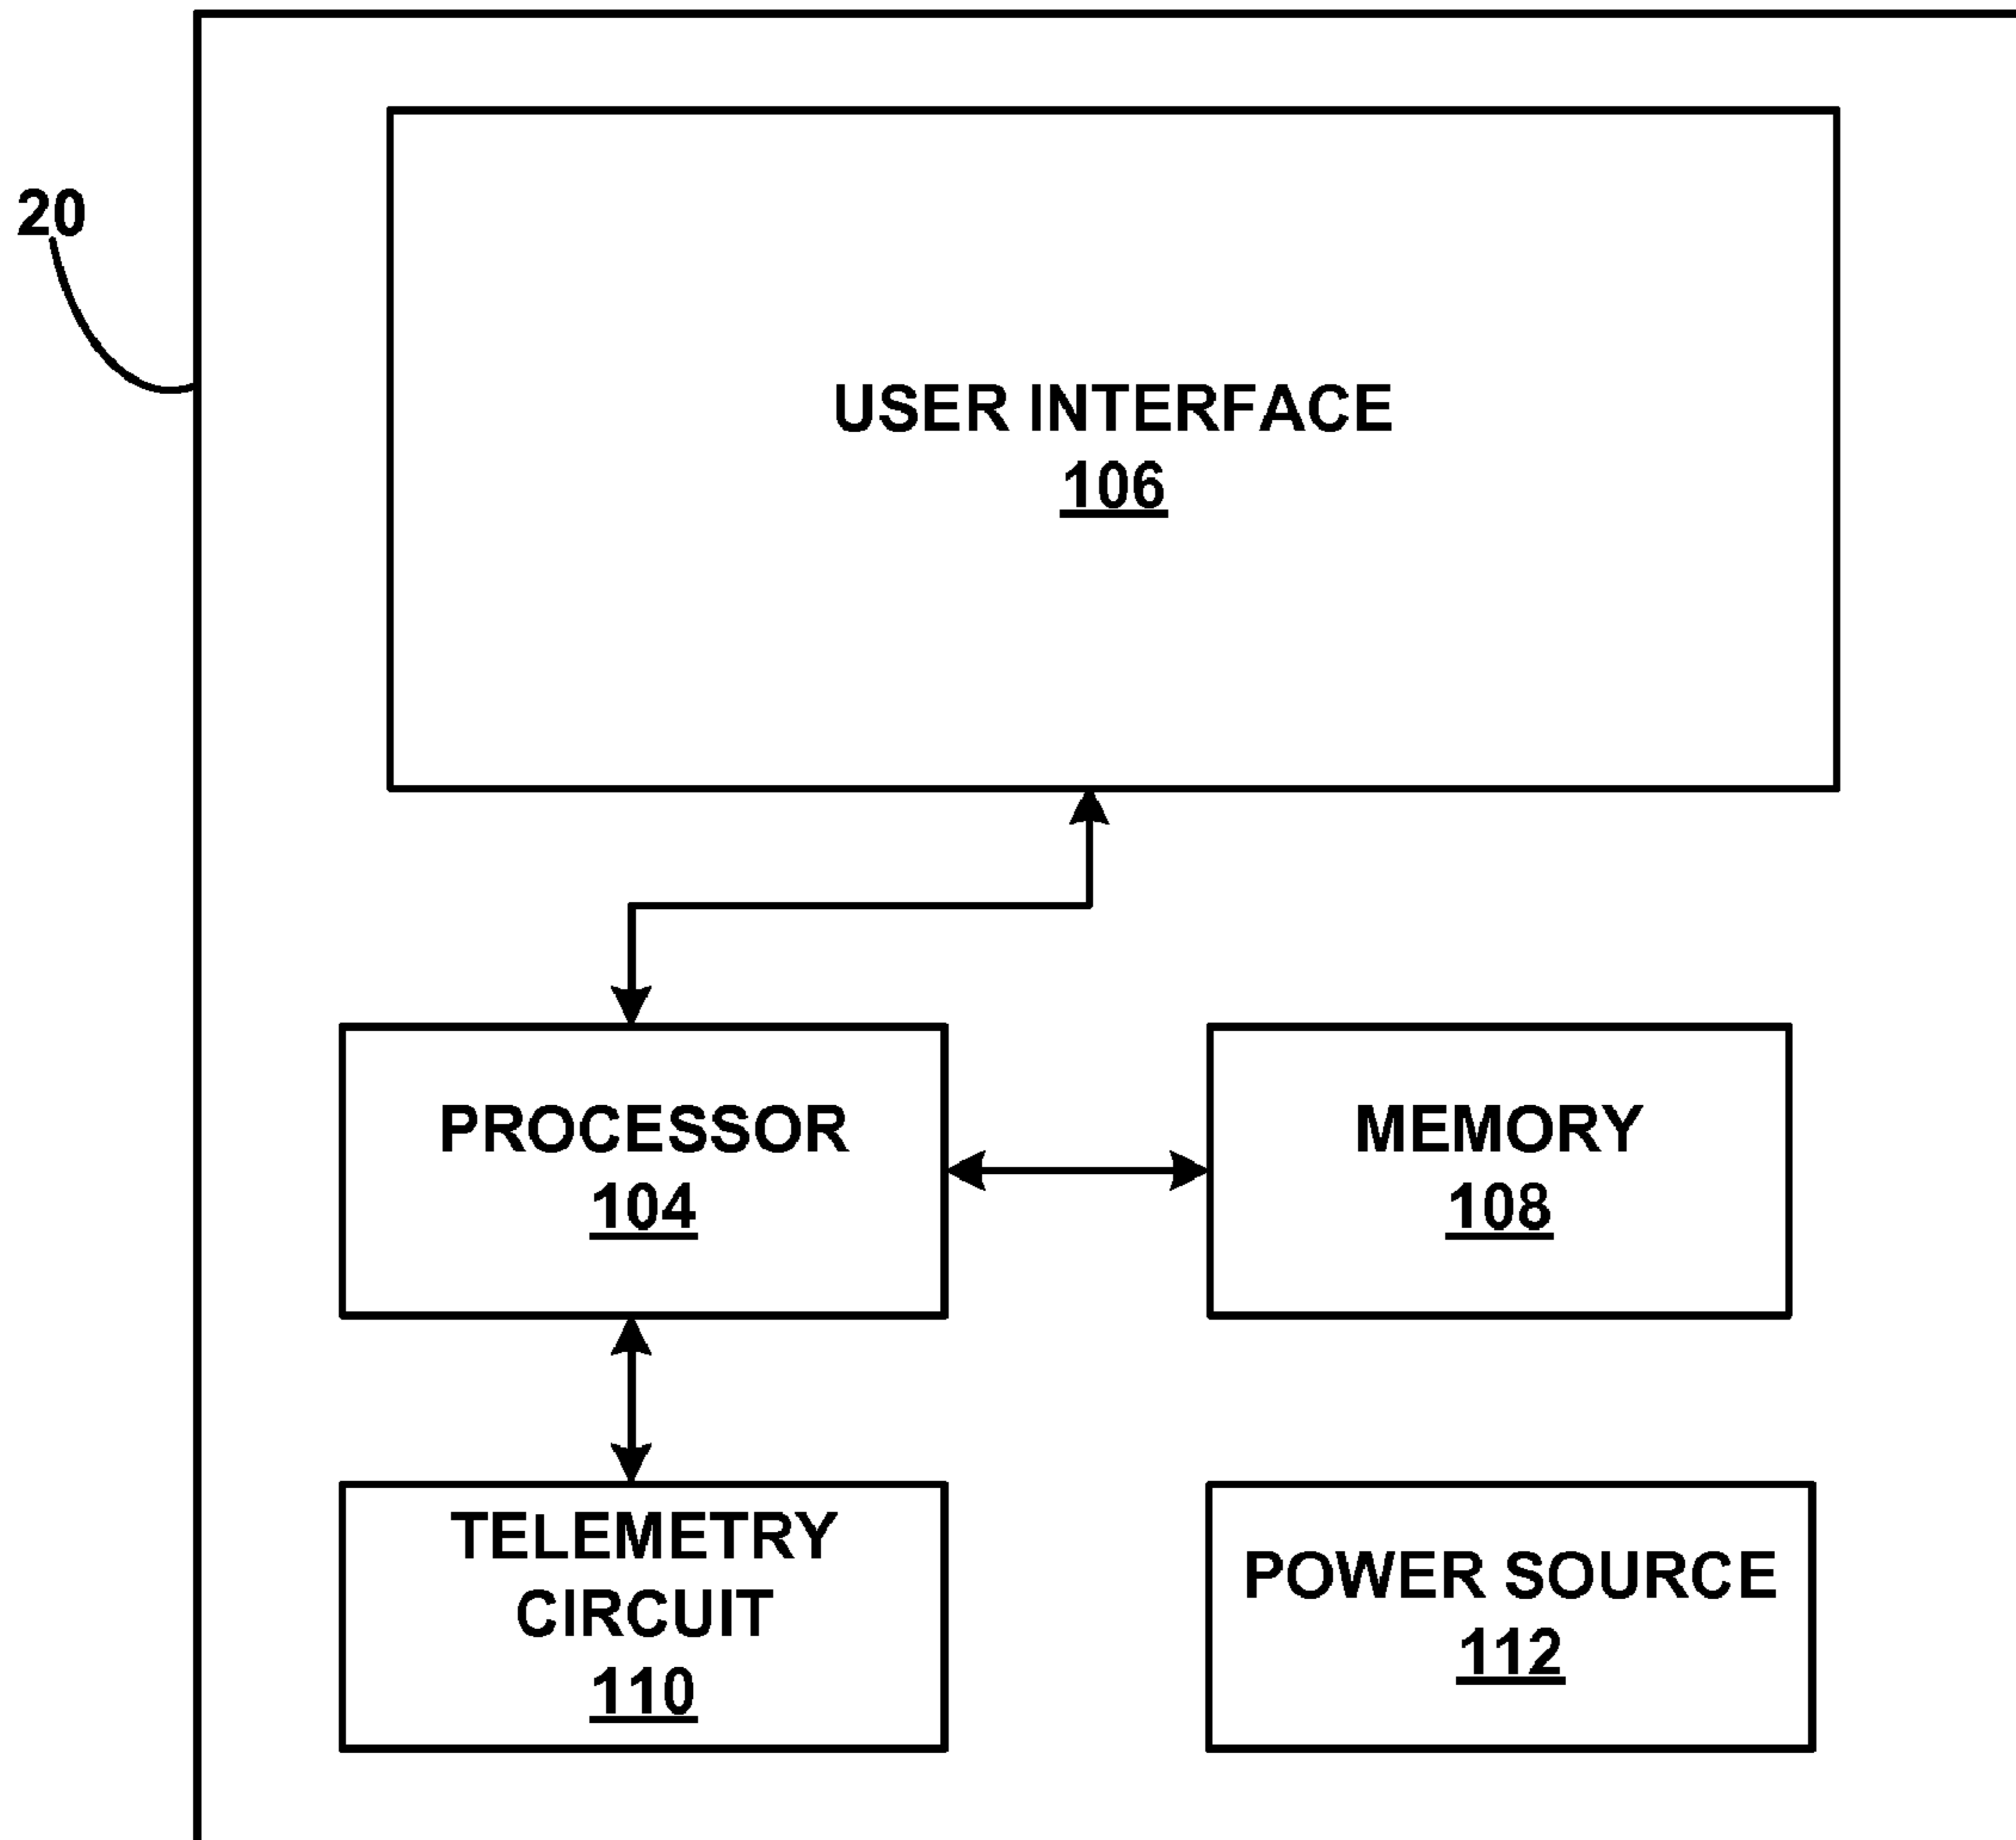 20
USER INTERFACE
106
PROCESSOR
104
MEMORY
108
TELEMETRY
CIRCUIT
110
POWER SOURCE
112